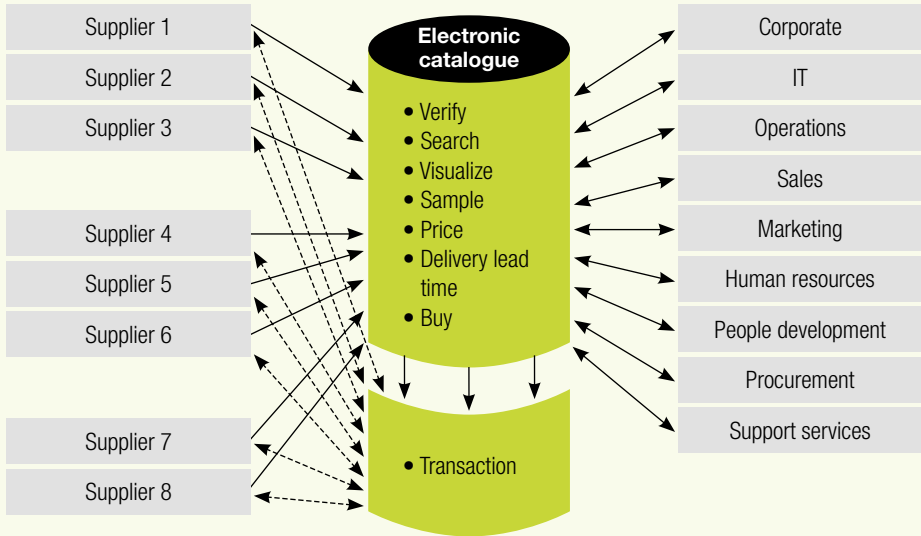 Supplier 1
Supplier 2
Supplier 3
Supplier 4
Supplier 5
Supplier 6
Supplier 7
Supplier 8
Electronic
catalogue
• Verify
• Search
• Visualize
• Sample
• Price
• Delivery lead
time
• Buy
• Transaction
Corporate
IT
Operations
Sales
Marketing
Human resources
People development
Procurement
Support services